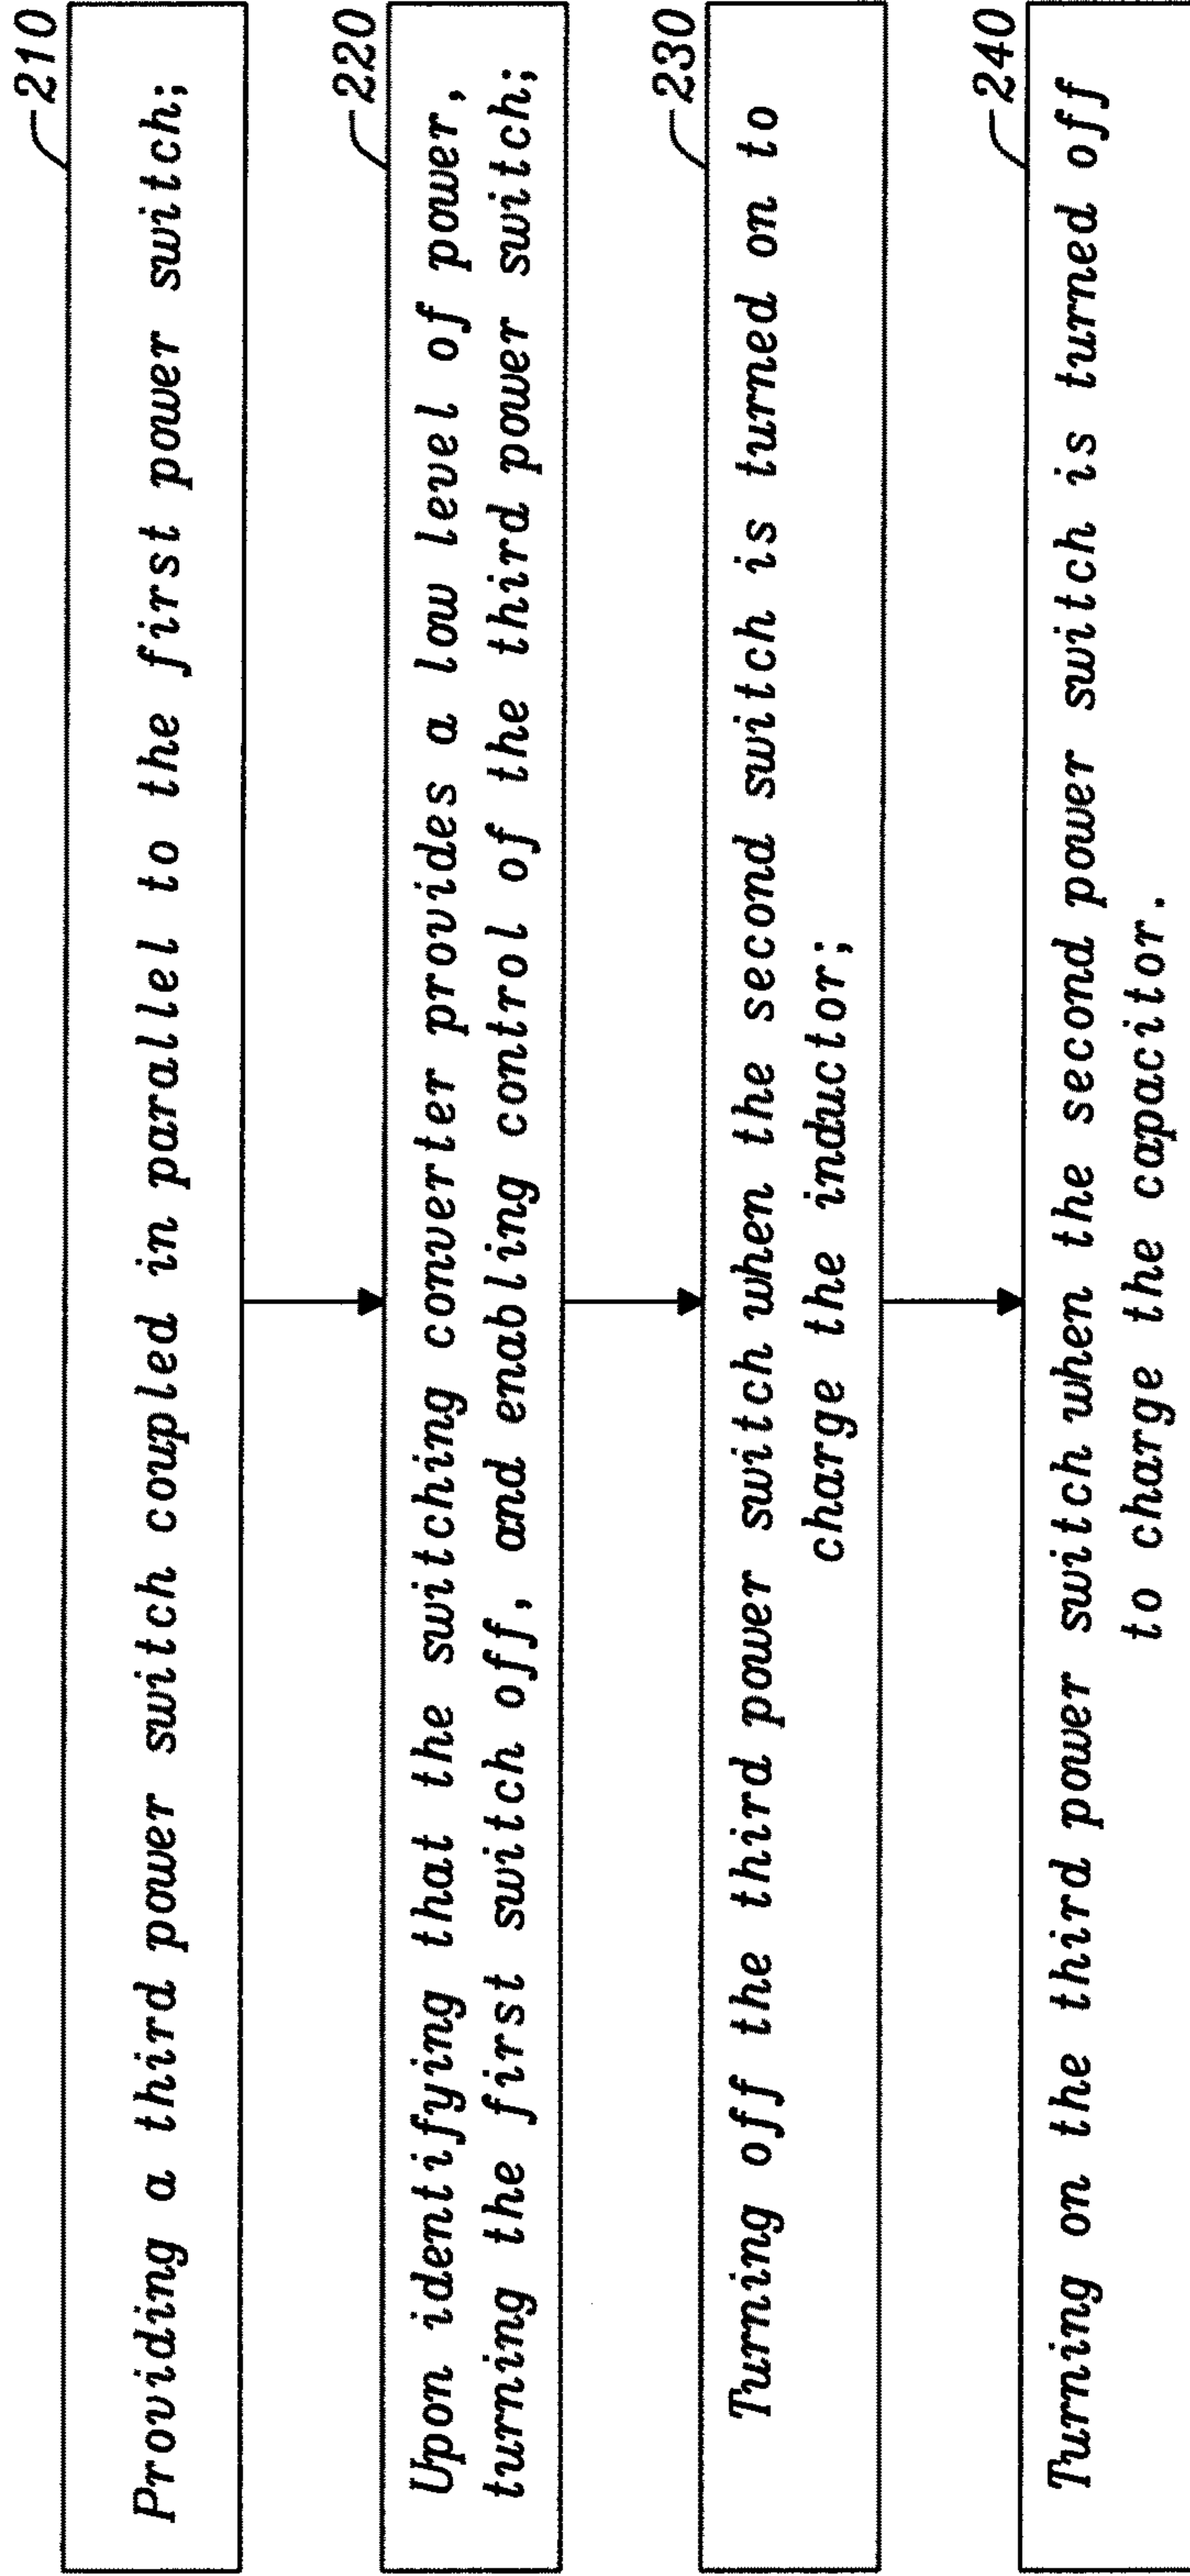 210
Providing a third power switch coupled in parallel to the first power switch;
220
Upon identifying that the switching converter provides a low level of power,
turning the first switch off, and enabling control of the third power switch;
230
Turning off the third power switch when the second switch is turned on to
charge the inductor;
240
Turning on the third power switch when the second power switch is turned off
to charge the capacitor.